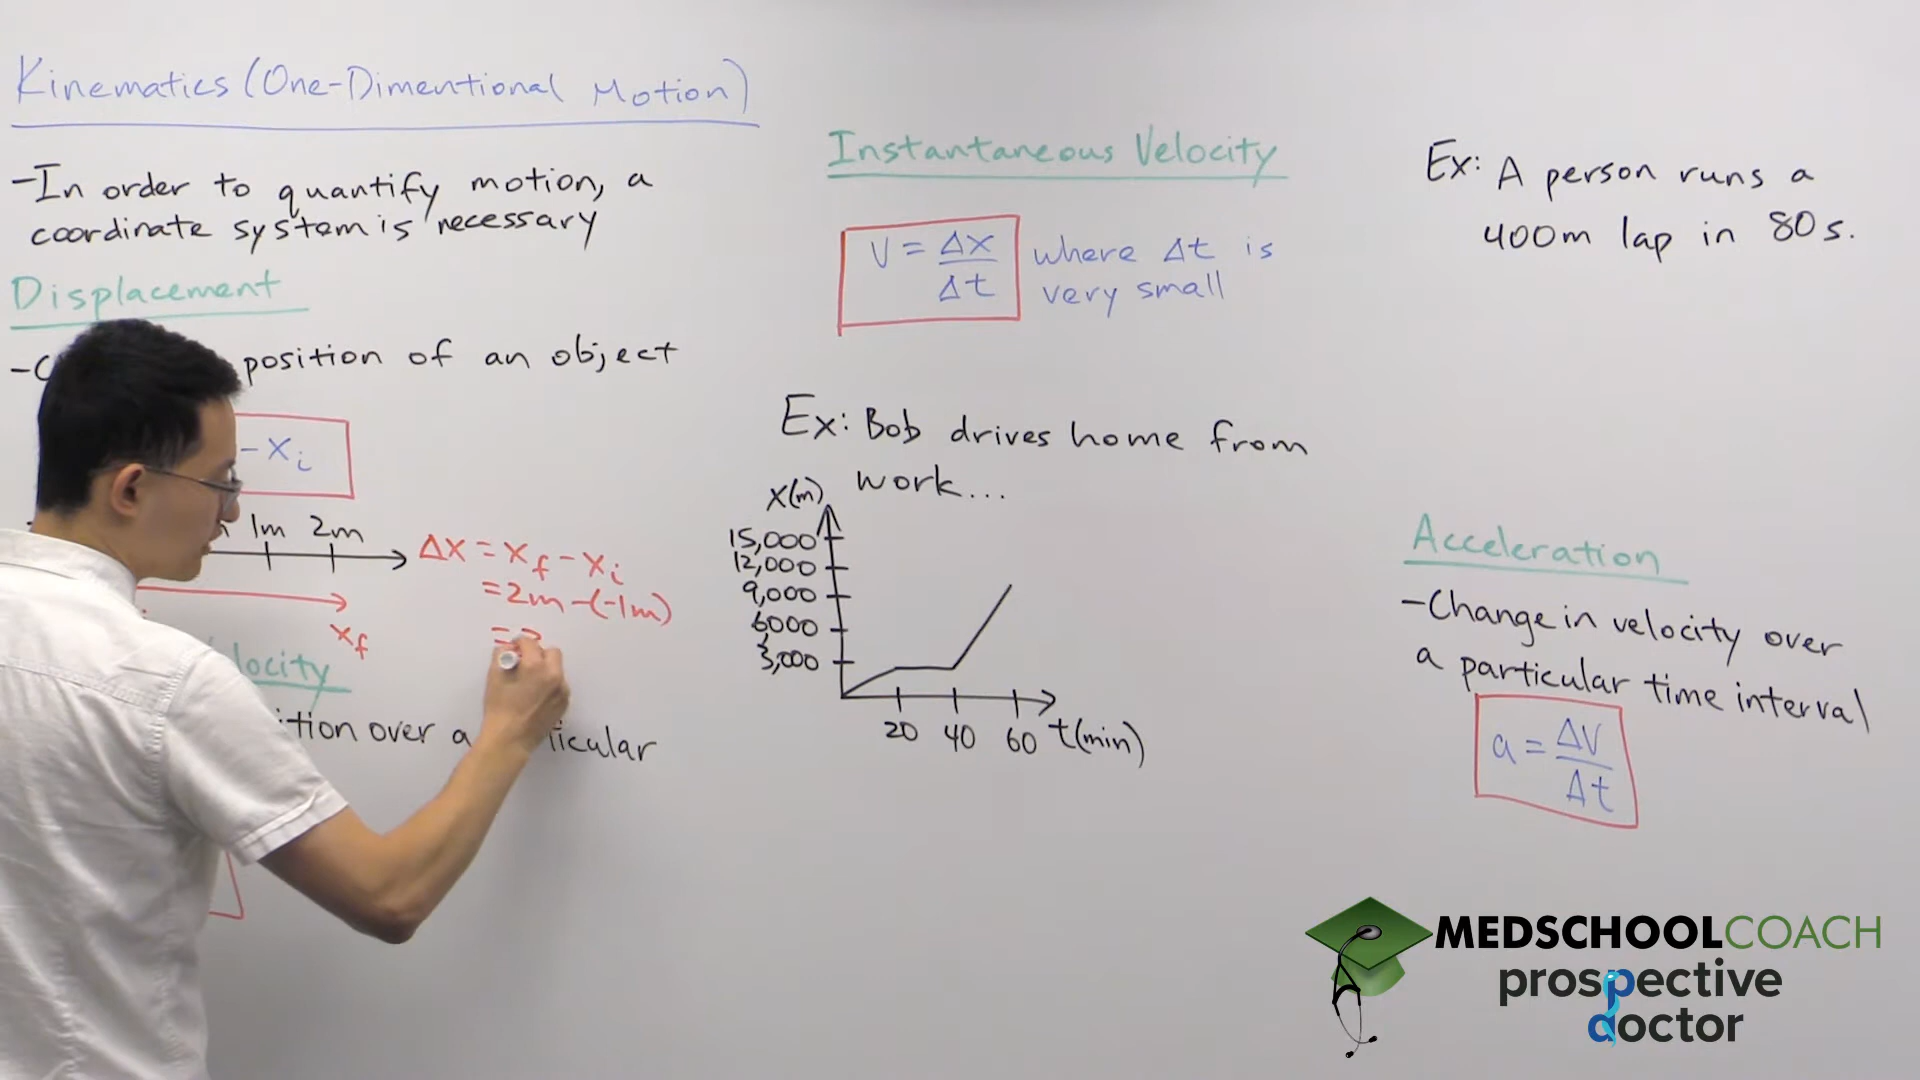 Kinematics (One-Dimentional Motion)
-In order to quantify motion, a
coordinate system is necessary
Displacement
position of an object
- Xi
1m 2m
ΔX = Xf - Xi
= 2m - (-1m)
=
Xf
locity
ition over a
icular
Instantaneous Velocity
V = ΔX
Δt
where Δt is
very small
Ex: Bob drives home from
work...
X(m)
15,000
12,000
9,000
6,000
3,000
20 40 60 t(min)
Ex: A person runs a
400m lap in 80s.
Acceleration
-Change in velocity over
a particular time interval
a = ΔV
Δt
MEDSCHOOLCOACH
prospective
doctor